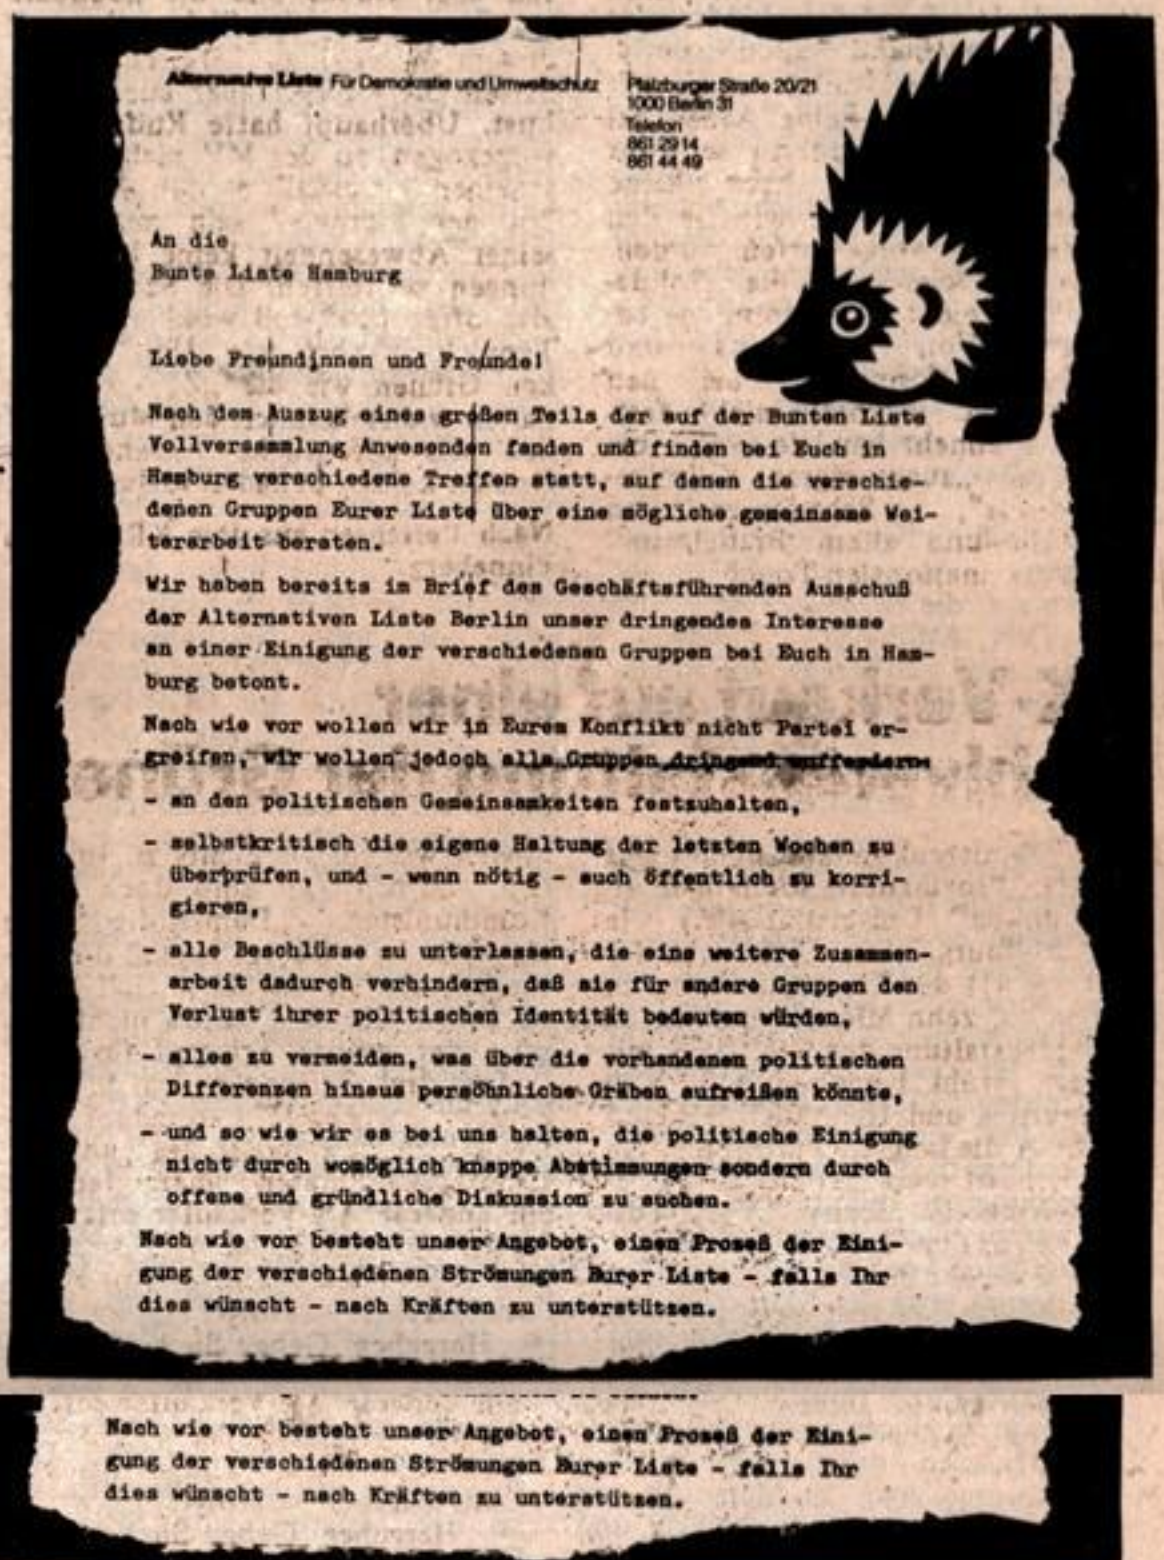 Alternative Liste Für Demokratie und Umweltschutz
Pfalzburger Straße 20/21
1000 Berlin 31
Telefon
861 29 14
861 44 49
An die
Bunte Liste Hamburg
Liebe Freundinnen und Freunde!
Nach dem Auszug eines großen Teils der auf der Bunten Liste
Vollversammlung Anwesenden fanden und finden bei Euch in
Hamburg verschiedene Treffen statt, auf denen die verschie-
denen Gruppen Eurer Liste über eine mögliche gemeinsame Wei-
terarbeit beraten.
Wir haben bereits im Brief des Geschäftsführenden Ausschuß
der Alternativen Liste Berlin unser dringendes Interesse
an einer Einigung der verschiedenen Gruppen bei Euch in Ham-
burg betont.
Nach wie vor wollen wir in Eurem Konflikt nicht Partei er-
greifen, wir wollen jedoch alle Gruppen dringend auffordern:
- an den politischen Gemeinsamkeiten festzuhalten,
- selbstkritisch die eigene Haltung der letzten Wochen zu
überprüfen, und - wenn nötig - auch öffentlich zu korri-
gieren,
- alle Beschlüsse zu unterlassen, die eine weitere Zusammen-
arbeit dadurch verhindern, daß sie für andere Gruppen den
Verlust ihrer politischen Identität bedeuten würden,
- alles zu vermeiden, was über die vorhandenen politischen
Differenzen hinaus persöhnliche Gräben aufreißen könnte,
- und so wie wir es bei uns halten, die politische Einigung
nicht durch womöglich knappe Abstimmungen sondern durch
offene und gründliche Diskussion zu suchen.
Nach wie vor besteht unser Angebot, einen Prozeß der Eini-
gung der verschiedenen Strömungen Eurer Liste - falls Ihr
dies wünscht - nach Kräften zu unterstützen.
Nach wie vor besteht unser Angebot, einen Prozeß der Eini-
gung der verschiedenen Strömungen Eurer Liste - falls Ihr
dies wünscht - nach Kräften zu unterstützen.